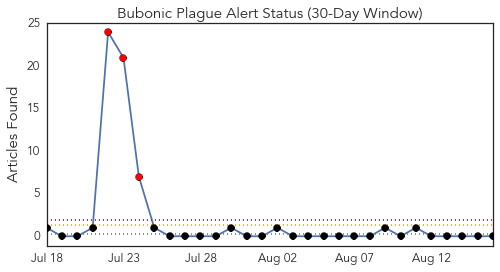 Bubonic Plague Alert Status (30-Day Window)
Articles Found
25
20
15
10
5
0
Jul 18
Jul 23
Jul 28
Aug 02
Aug 07
Aug 12